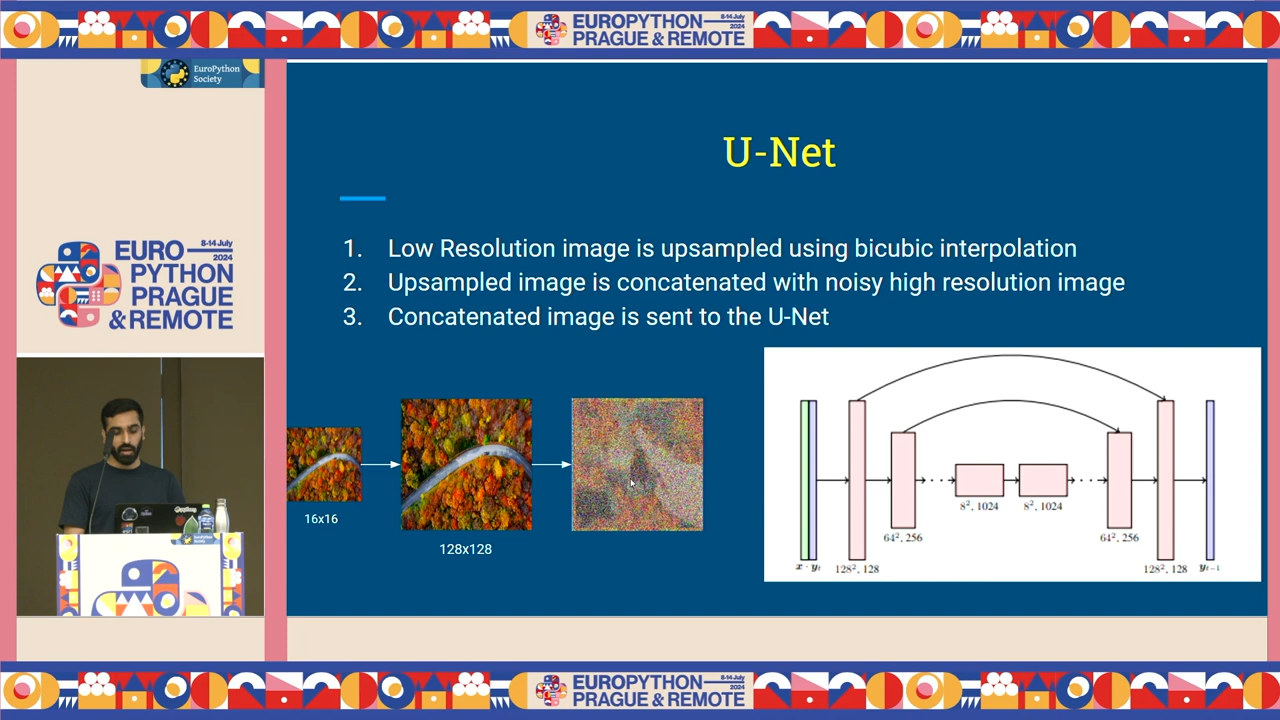 EUROPYTHON
8-14 July
2024
PRAGUE & REMOTE
EuroPython
Society
EURO
8-14 July
2024
PYTHON
PRAGUE
& REMOTE
U-Net
1. Low Resolution image is upsampled using bicubic interpolation
2. Upsampled image is concatenated with noisy high resolution image
3. Concatenated image is sent to the U-Net
16x16
128x128
8², 1024
8², 1024
64², 256
64², 256
x · yₜ
128², 128
128², 128
yₜ₋₁
EUROPYTHON
8-14 July
2024
PRAGUE & REMOTE